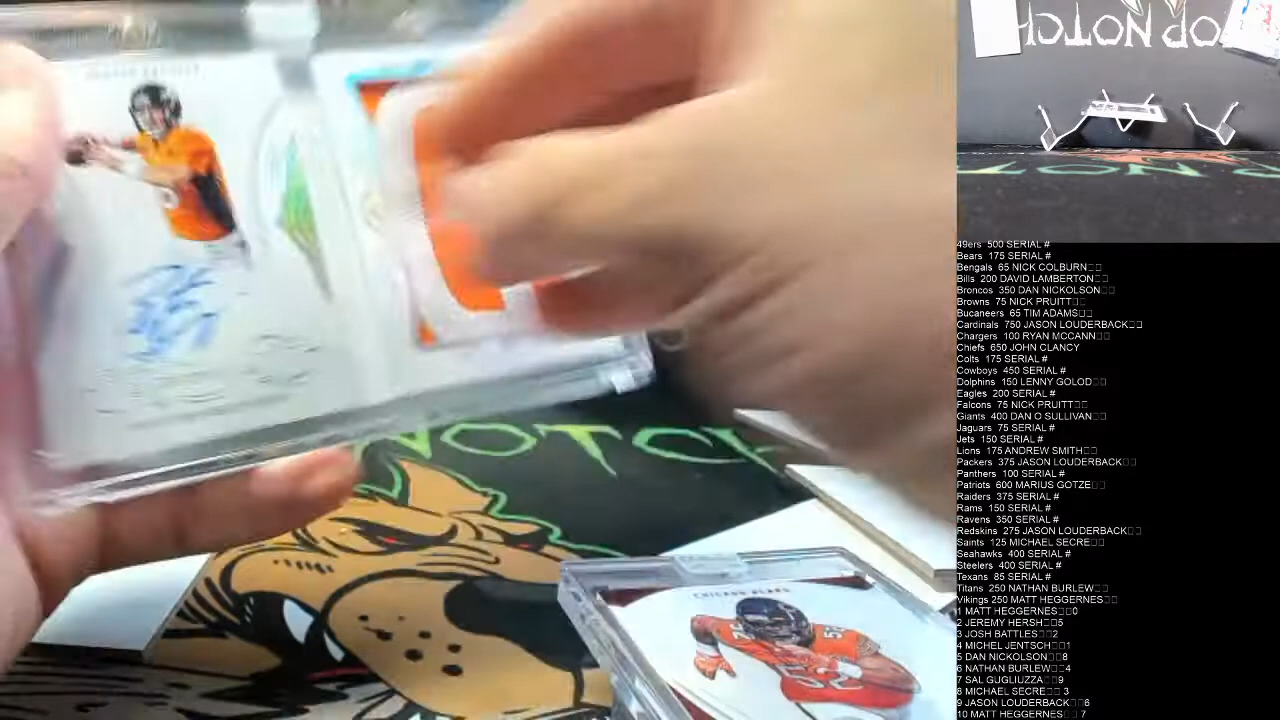 OP NOTCH
P NOTC
NOTCH
CHICAGO BEARS
49ers 500 SERIAL #
Bears 175 SERIAL #
Bengals 65 NICK COLBURN□□
Bills 200 DAVID LAMBERTON□□
Broncos 350 DAN NICKOLSON□□
Browns 75 NICK PRUITT□□
Bucaneers 65 TIM ADAMS□□
Cardinals 750 JASON LOUDERBACK□□
Chargers 100 RYAN MCCANN□□
Chiefs 650 JOHN CLANCY
Colts 175 SERIAL #
Cowboys 450 SERIAL #
Dolphins 150 LENNY GOLOD□□
Eagles 200 SERIAL #
Falcons 75 NICK PRUITT□□
Giants 400 DAN O SULLIVAN□□
Jaguars 75 SERIAL #
Jets 150 SERIAL #
Lions 175 ANDREW SMITH□□
Packers 375 JASON LOUDERBACK□□
Panthers 100 SERIAL #
Patriots 600 MARIUS GOTZE□□
Raiders 375 SERIAL #
Rams 150 SERIAL #
Ravens 350 SERIAL #
Redskins 275 JASON LOUDERBACK□□
Saints 125 MICHAEL SECRE□□
Seahawks 400 SERIAL #
Steelers 400 SERIAL #
Texans 85 SERIAL #
Titans 250 NATHAN BURLEW□□
Vikings 250 MATT HEGGERNES□□
1 MATT HEGGERNES□□0
2 JEREMY HERSH□□5
3 JOSH BATTLES□□2
4 MICHEL JENTSCH□□1
5 DAN NICKOLSON□□8
6 NATHAN BURLEW□□4
7 SAL GUGLIUZZA□□9
8 MICHAEL SECRE□□ 3
9 JASON LOUDERBACK□□6
10 MATT HEGGERNES□□ 7